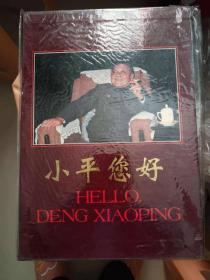 小平您好
HELLO,
DENG XIAOPING